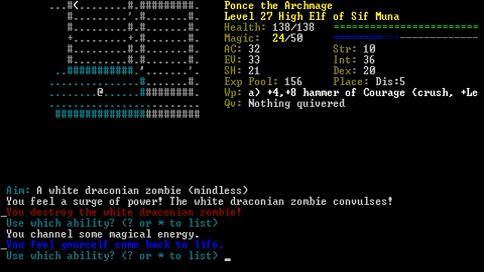 Ponce the Archmage
Level 27 High Elf of Sif Muna
Health: 138/138
Magic: 24/50
AC: 32 Str: 10
EV: 33 Int: 36
SH: 21 Dex: 20
Exp Pool: 156 Place: Dis:5
Wp: a) +4,+8 hammer of Courage {crush, +Le
Qv: Nothing quivered
Aim: A white draconian zombie (mindless)
You feel a surge of power! The white draconian zombie convulses!
_You destroy the white draconian zombie!
Use which ability? (? or * to list)
You channel some magical energy.
_You feel yourself come back to life.
Use which ability? (? or * to list) _